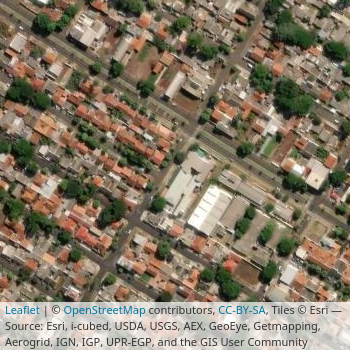 Leaflet | © OpenStreetMap contributors, CC-BY-SA, Tiles © Esri —
Source: Esri, i-cubed, USDA, USGS, AEX, GeoEye, Getmapping,
Aerogrid, IGN, IGP, UPR-EGP, and the GIS User Community